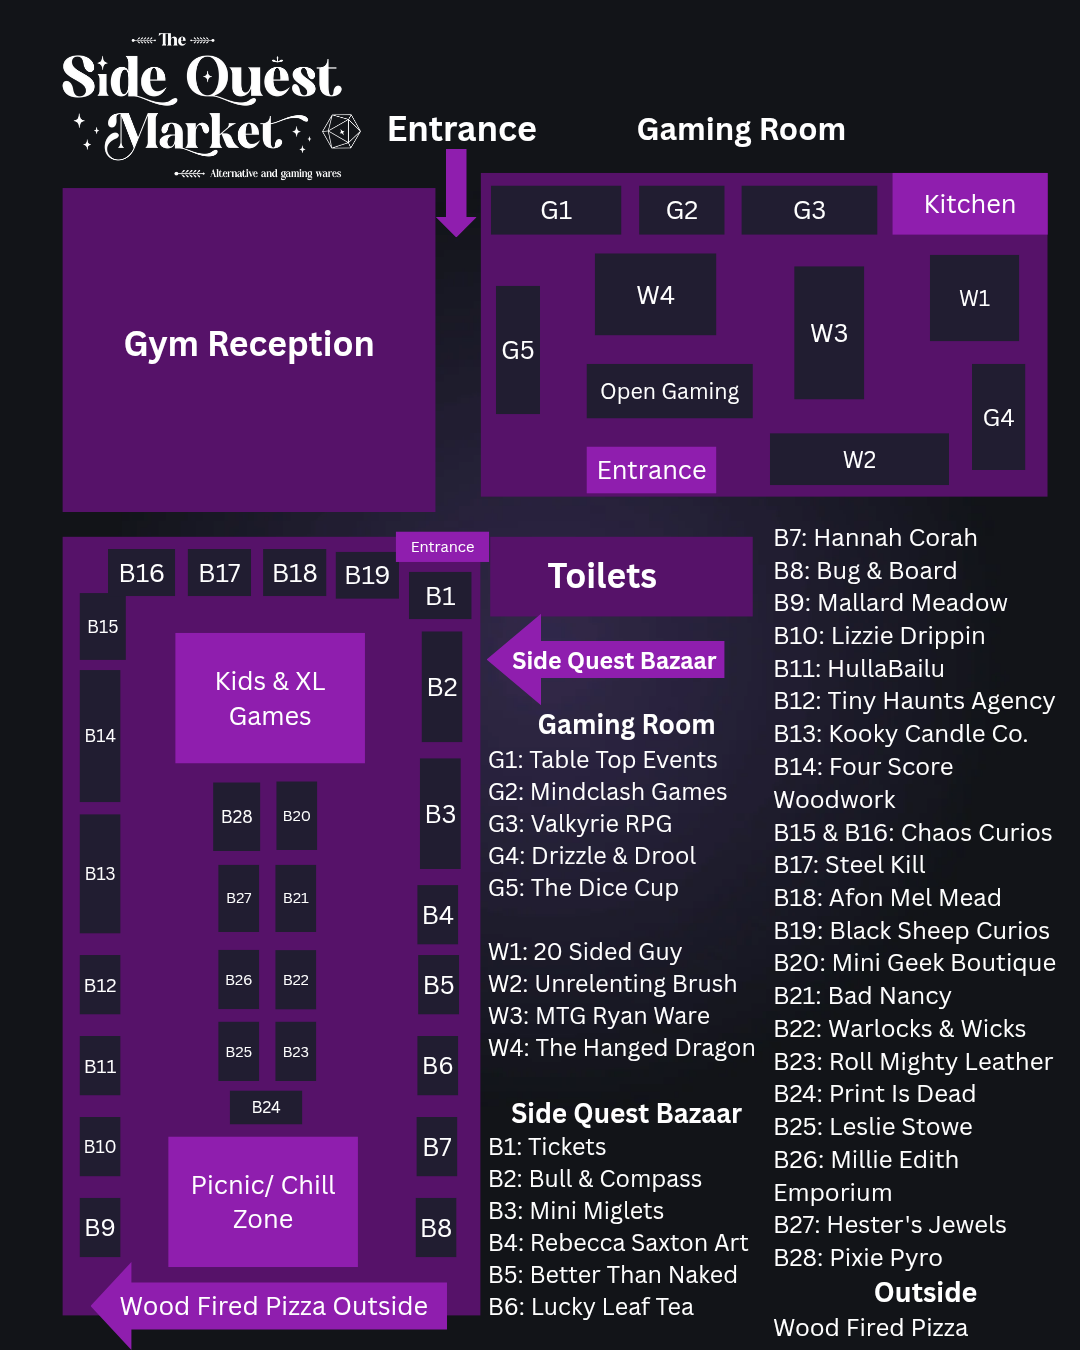 The
Side Quest
Market
Alternative and gaming wares
Entrance
Gaming Room
Gym Reception
G1
G2
G3
Kitchen
W4
W3
W1
G5
Open Gaming
G4
Entrance
W2
Entrance
Toilets
B16
B17
B18
B19
B1
B15
Kids & XL
Games
B2
Side Quest Bazaar
B14
B28
B20
B3
B13
B27
B21
B4
B12
B26
B22
B5
B11
B25
B23
B6
B24
B10
B7
Picnic/ Chill
Zone
B9
B8
Wood Fired Pizza Outside
Gaming Room
G1: Table Top Events
G2: Mindclash Games
G3: Valkyrie RPG
G4: Drizzle & Drool
G5: The Dice Cup
W1: 20 Sided Guy
W2: Unrelenting Brush
W3: MTG Ryan Ware
W4: The Hanged Dragon
Side Quest Bazaar
B1: Tickets
B2: Bull & Compass
B3: Mini Miglets
B4: Rebecca Saxton Art
B5: Better Than Naked
B6: Lucky Leaf Tea
B7: Hannah Corah
B8: Bug & Board
B9: Mallard Meadow
B10: Lizzie Drippin
B11: HullaBailu
B12: Tiny Haunts Agency
B13: Kooky Candle Co.
B14: Four Score
Woodwork
B15 & B16: Chaos Curios
B17: Steel Kill
B18: Afon Mel Mead
B19: Black Sheep Curios
B20: Mini Geek Boutique
B21: Bad Nancy
B22: Warlocks & Wicks
B23: Roll Mighty Leather
B24: Print Is Dead
B25: Leslie Stowe
B26: Millie Edith
Emporium
B27: Hester's Jewels
B28: Pixie Pyro
Outside
Wood Fired Pizza